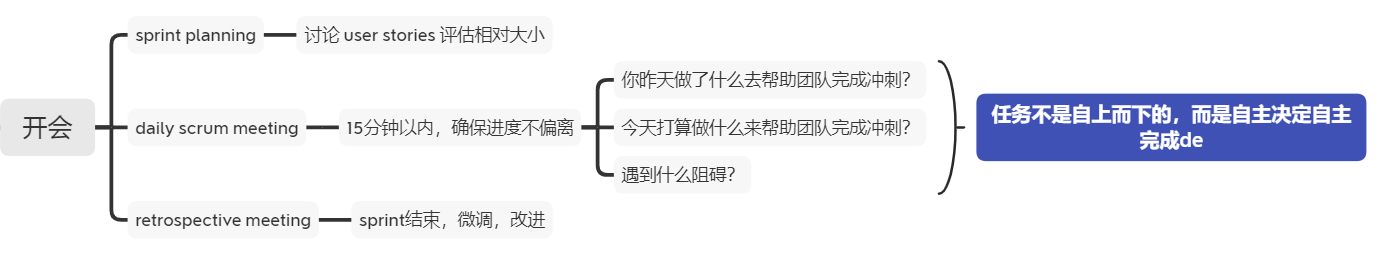 开会
sprint planning
讨论 user stories 评估相对大小
daily scrum meeting
15分钟以内，确保进度不偏离
你昨天做了什么去帮助团队完成冲刺？
今天打算做什么来帮助团队完成冲刺？
遇到什么阻碍？
任务不是自上而下的，而是自主决定自主
完成de
retrospective meeting
sprint结束，微调，改进